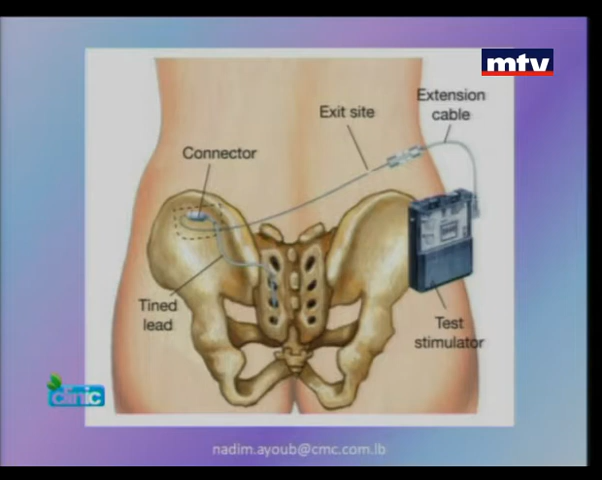 mtv
Extension
cable
Exit site
Connector
Tined
lead
Test
stimulator
clinic
nadim.ayoub@cmc.com.lb